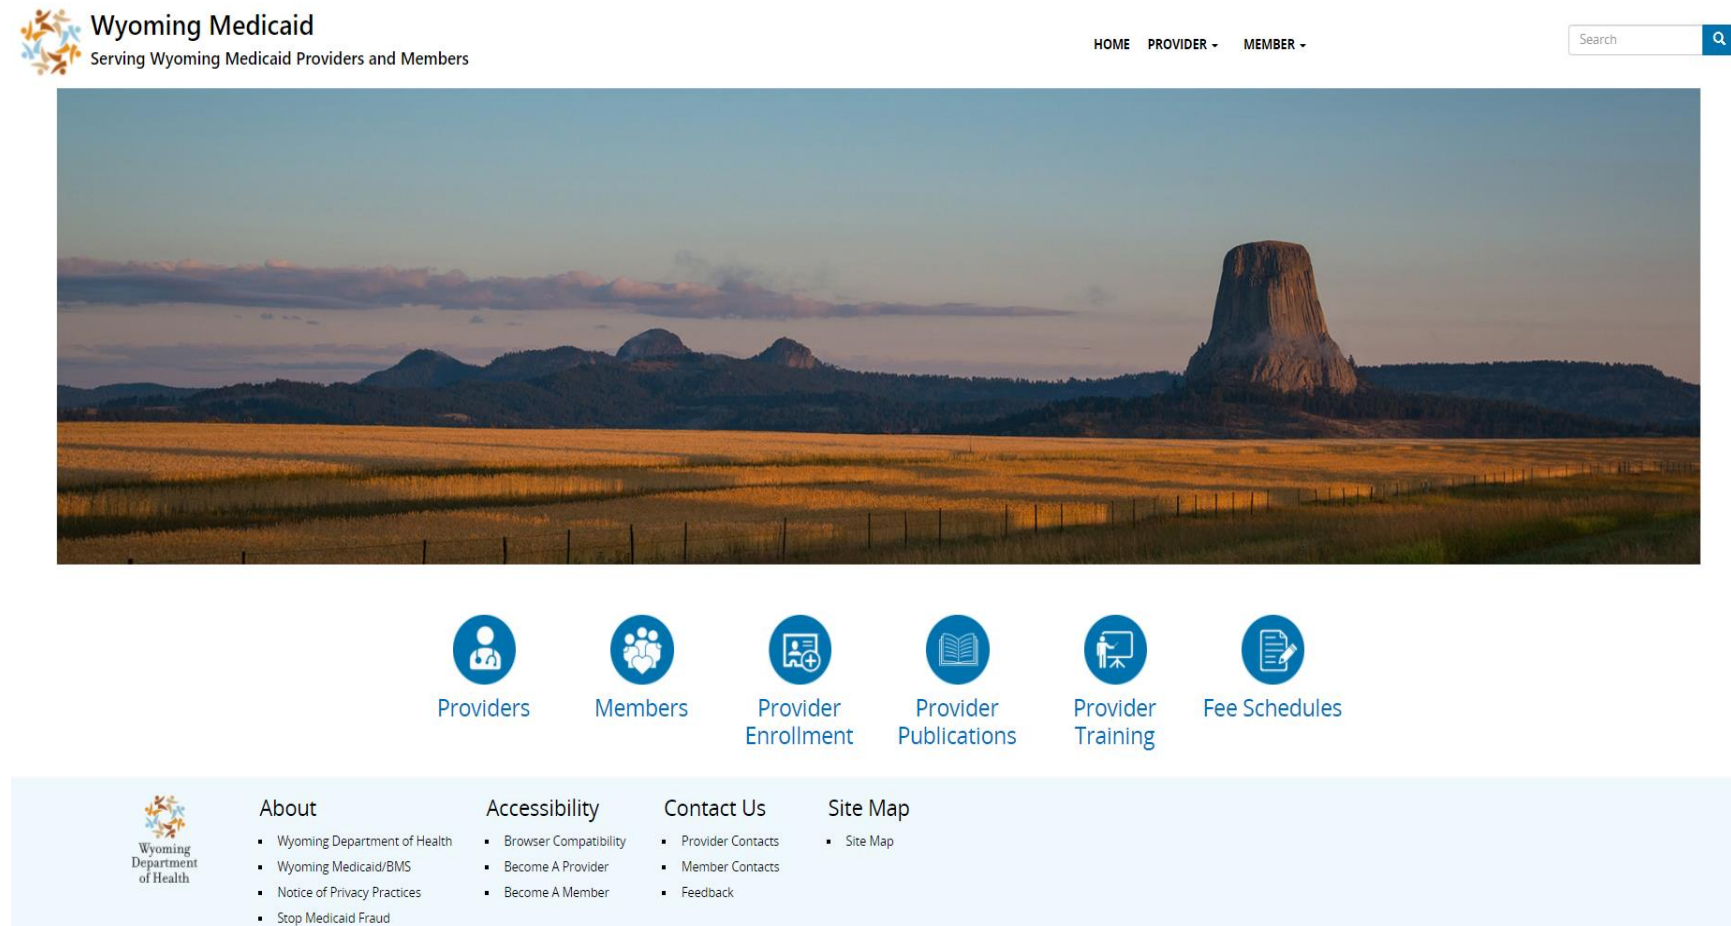 Wyoming Medicaid
Serving Wyoming Medicaid Providers and Members
HOME PROVIDER MEMBER
Search
Providers
Members
Provider
Enrollment
Provider
Publications
Provider
Training
Fee Schedules
Wyoming
Department
of Health
About
Wyoming Department of Health
Wyoming Medicaid/BMS
Notice of Privacy Practices
Stop Medicaid Fraud
Accessibility
Browser Compatibility
Become A Provider
Become A Member
Contact Us
Provider Contacts
Member Contacts
Feedback
Site Map
Site Map